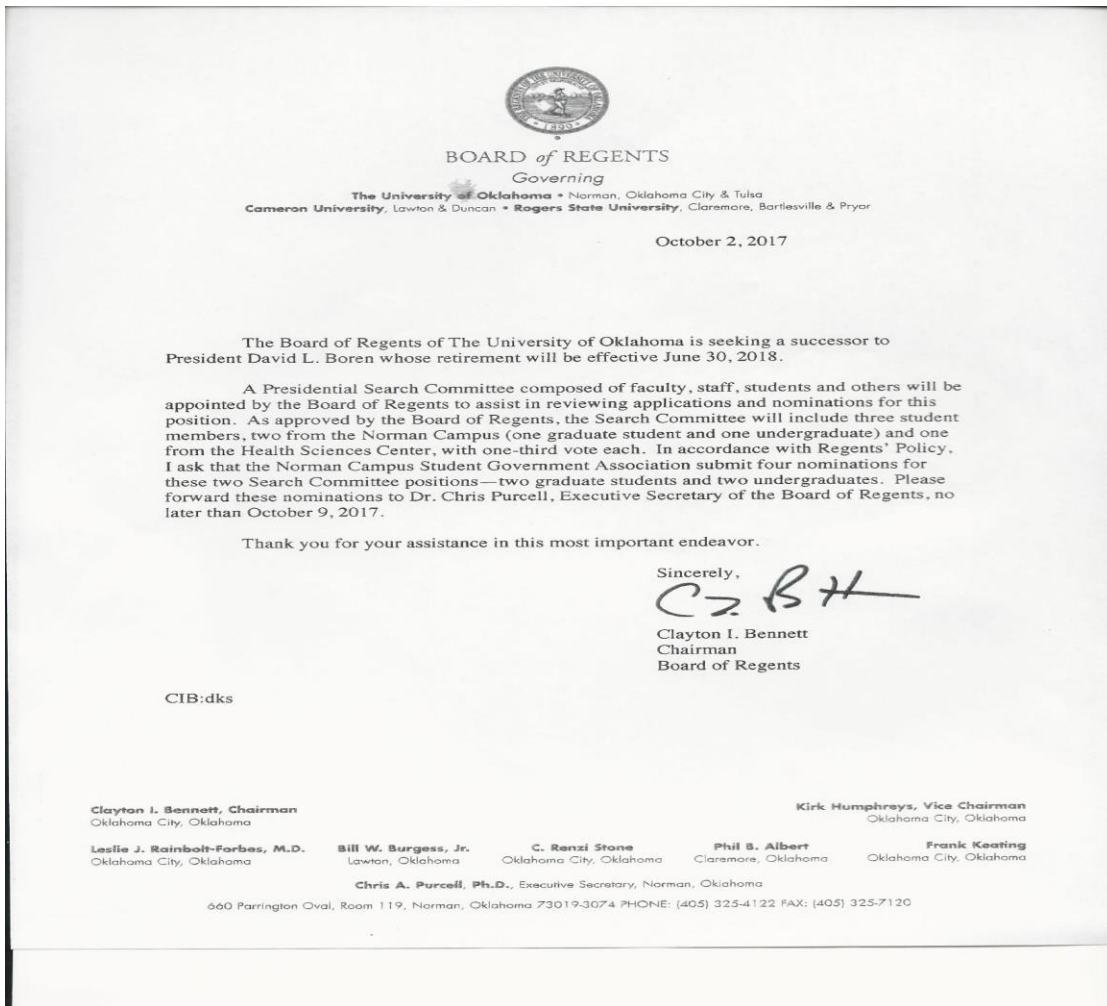 THE REGENTS OF THE UNIVERSITY OF OKLAHOMA
1890
BOARD of REGENTS
Governing
The University of Oklahoma • Norman, Oklahoma City & Tulsa
Cameron University, Lawton & Duncan • Rogers State University, Claremore, Bartlesville & Pryor
October 2, 2017
The Board of Regents of The University of Oklahoma is seeking a successor to
President David L. Boren whose retirement will be effective June 30, 2018.
A Presidential Search Committee composed of faculty, staff, students and others will be
appointed by the Board of Regents to assist in reviewing applications and nominations for this
position. As approved by the Board of Regents, the Search Committee will include three student
members, two from the Norman Campus (one graduate student and one undergraduate) and one
from the Health Sciences Center, with one-third vote each. In accordance with Regents' Policy,
I ask that the Norman Campus Student Government Association submit four nominations for
these two Search Committee positions—two graduate students and two undergraduates. Please
forward these nominations to Dr. Chris Purcell, Executive Secretary of the Board of Regents, no
later than October 9, 2017.
Thank you for your assistance in this most important endeavor.
Sincerely,
Clayton I. Bennett
Chairman
Board of Regents
CIB:dks
Clayton I. Bennett, Chairman
Oklahoma City, Oklahoma
Kirk Humphreys, Vice Chairman
Oklahoma City, Oklahoma
Leslie J. Rainbolt-Forbes, M.D. Bill W. Burgess, Jr. C. Renzi Stone Phil B. Albert Frank Keating
Oklahoma City, Oklahoma Lawton, Oklahoma Oklahoma City, Oklahoma Claremore, Oklahoma Oklahoma City, Oklahoma
Chris A. Purcell, Ph.D., Executive Secretary, Norman, Oklahoma
660 Parrington Oval, Room 119, Norman, Oklahoma 73019-3074 PHONE: (405) 325-4122 FAX: (405) 325-7120